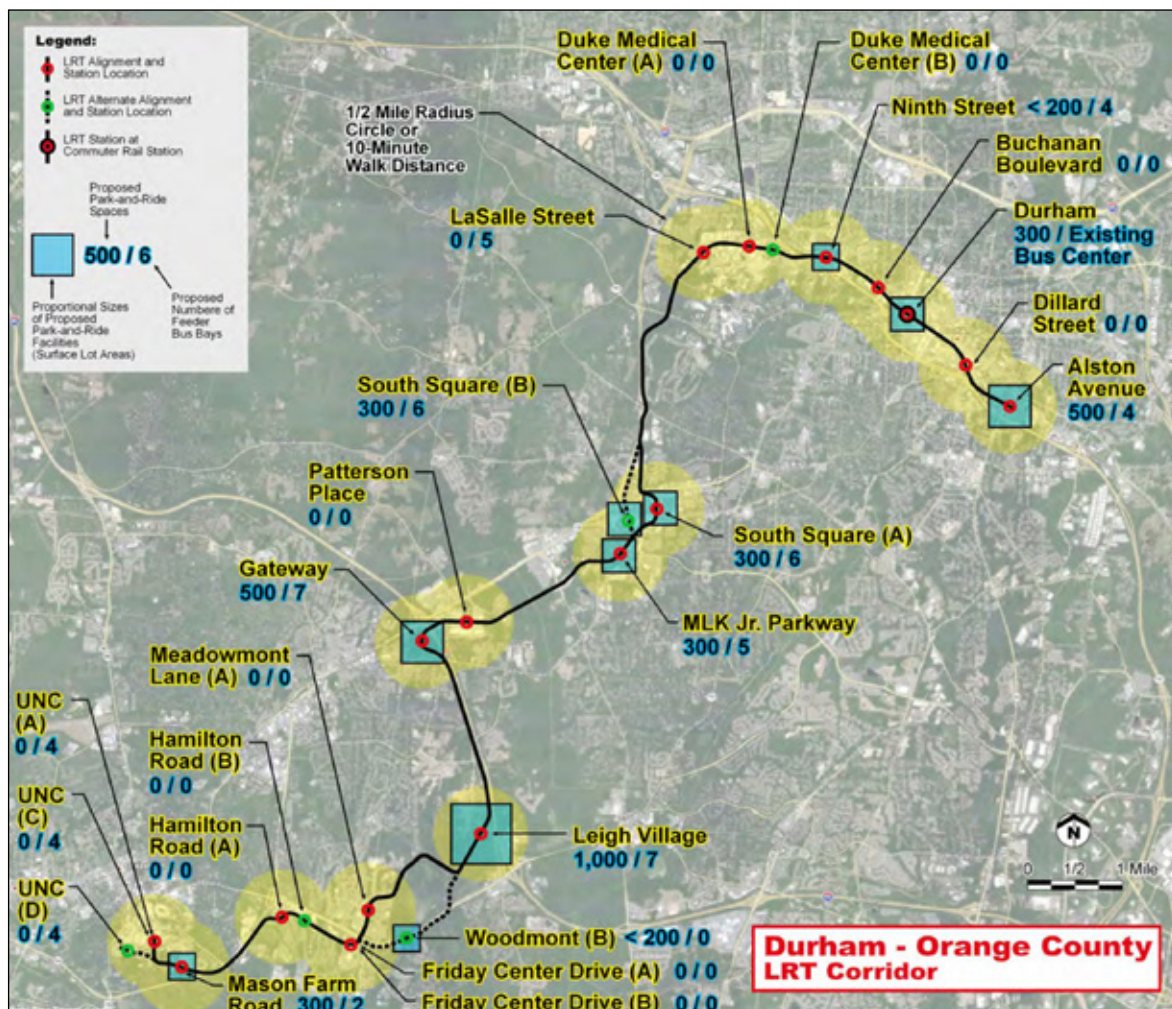 Legend:
LRT Alignment and
Station Location
LRT Alternate Alignment
and Station Location
LRT Station at
Commuter Rail Station
Proposed
Park-and-Ride
Spaces
500 / 6
Proportional Sizes
of Proposed
Park-and-Ride
Facilities
(Surface Lot Areas)
Proposed
Numbere of
Feeder
Bus Bays
Duke Medical
Center (A) 0 / 0
Duke Medical
Center (B) 0 / 0
1/2 Mile Radius
Circle or
10-Minute
Walk Distance
Ninth Street < 200 / 4
Buchanan
Boulevard 0 / 0
LaSalle Street
0 / 5
Durham
300 / Existing
Bus Center
Dillard
Street 0 / 0
Alston
Avenue
500 / 4
South Square (B)
300 / 6
Patterson
Place
0 / 0
South Square (A)
300 / 6
Gateway
500 / 7
MLK Jr. Parkway
300 / 5
Meadowmont
Lane (A) 0 / 0
UNC
(A)
0 / 4
Hamilton
Road (B)
0 / 0
UNC
(C)
0 / 4
Hamilton
Road (A)
0 / 0
Leigh Village
1,000 / 7
N
0 1/2 1 Mile
UNC
(D)
0 / 4
Woodmont (B) < 200 / 0
Friday Center Drive (A) 0 / 0
Mason Farm
Road 300 / 2
Friday Center Drive (B) 0 / 0
Durham - Orange County
LRT Corridor